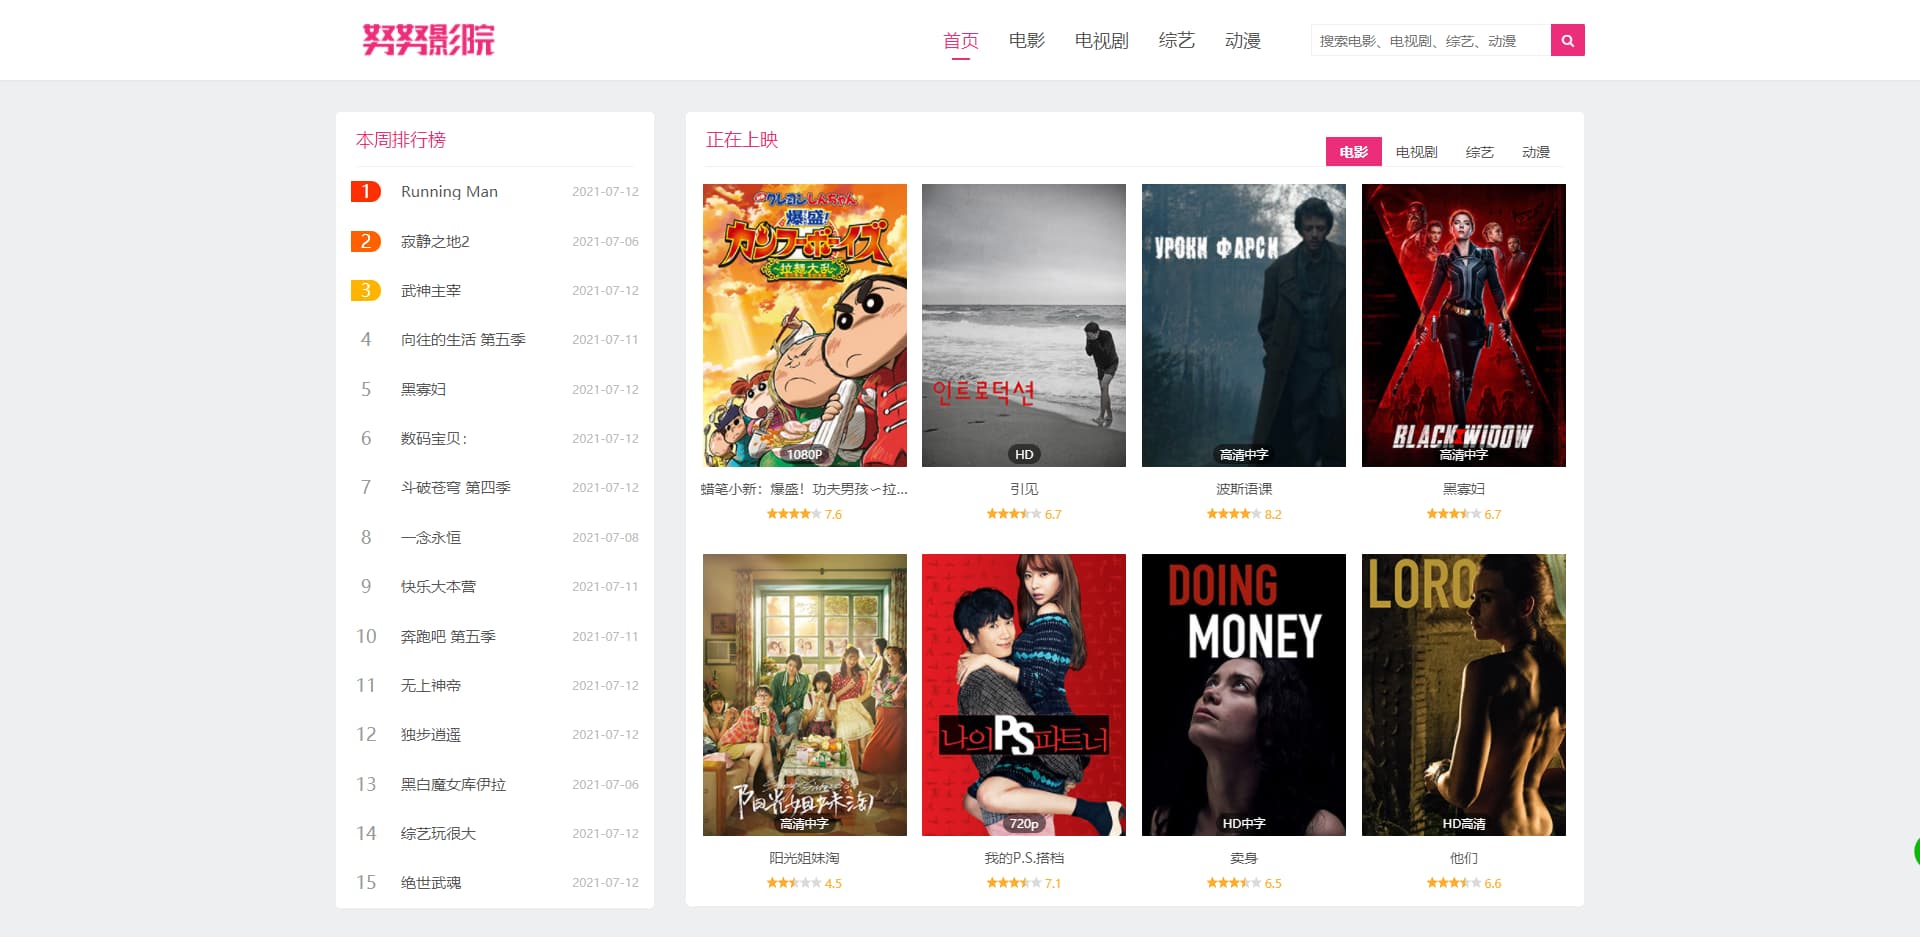 努努影院
首页 电影 电视剧 综艺 动漫
搜索电影、电视剧、综艺、动漫
本周排行榜
1 Running Man 2021-07-12
2 寂静之地2 2021-07-06
3 武神主宰 2021-07-12
4 向往的生活 第五季 2021-07-11
5 黑寡妇 2021-07-12
6 数码宝贝： 2021-07-12
7 斗破苍穹 第四季 2021-07-12
8 一念永恒 2021-07-08
9 快乐大本营 2021-07-11
10 奔跑吧 第五季 2021-07-11
11 无上神帝 2021-07-12
12 独步逍遥 2021-07-12
13 黑白魔女库伊拉 2021-07-06
14 综艺玩很大 2021-07-12
15 绝世武魂 2021-07-12
正在上映
电影 电视剧 综艺 动漫
クレヨンしんちゃん
爆盛!
カンフーボーイズ
~拉麺大乱~
1080P
蜡笔小新：爆盛！功夫男孩∽拉...
7.6
인트로덕션
HD
引见
6.7
УРОКИ ФАРСИ
高清中字
波斯语课
8.2
BLACK WIDOW
高清中字
黑寡妇
6.7
阳光姐妹淘
高清中字
阳光姐妹淘
4.5
나의PS파트너
720p
我的P.S.搭档
7.1
DOING
MONEY
HD中字
卖身
6.5
LORO
HD高清
他们
6.6